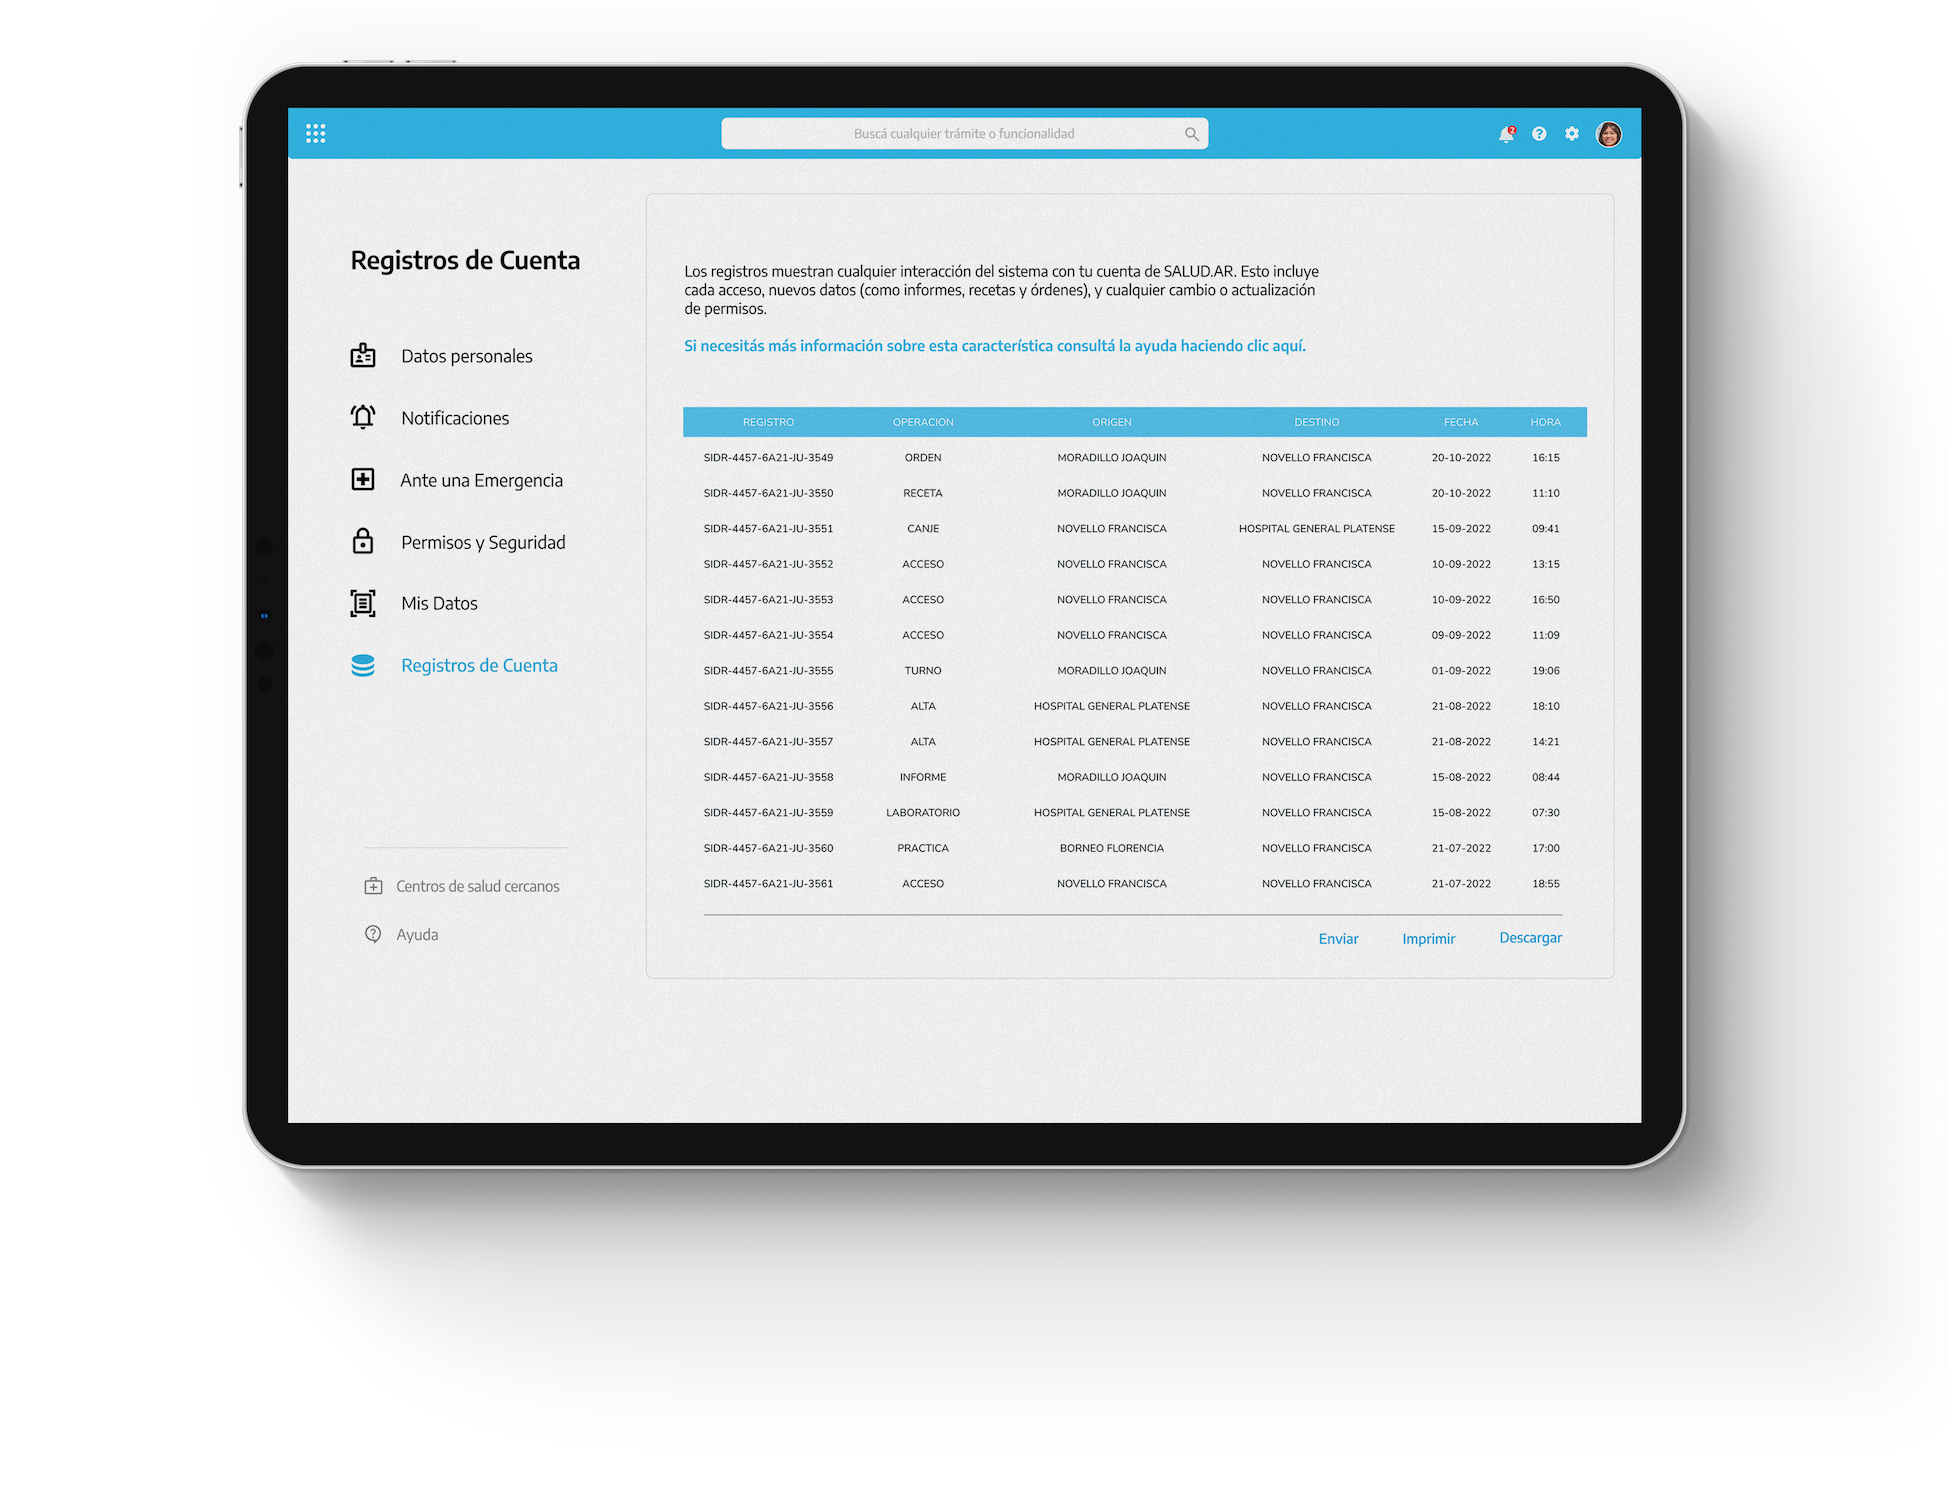 Buscá cualquier trámite o funcionalidad
2
Registros de Cuenta
Datos personales
Notificaciones
Ante una Emergencia
Permisos y Seguridad
Mis Datos
Registros de Cuenta
Centros de salud cercanos
Ayuda
Los registros muestran cualquier interacción del sistema con tu cuenta de SALUD.AR. Esto incluye
cada acceso, nuevos datos (como informes, recetas y órdenes), y cualquier cambio o actualización
de permisos.
Si necesitás más información sobre esta característica consultá la ayuda haciendo clic aquí.
REGISTRO OPERACION ORIGEN DESTINO FECHA HORA
SIDR-4457-6A21-JU-3549 ORDEN MORADILLO JOAQUIN NOVELLO FRANCISCA 20-10-2022 16:15
SIDR-4457-6A21-JU-3550 RECETA MORADILLO JOAQUIN NOVELLO FRANCISCA 20-10-2022 11:10
SIDR-4457-6A21-JU-3551 CANJE NOVELLO FRANCISCA HOSPITAL GENERAL PLATENSE 15-09-2022 09:41
SIDR-4457-6A21-JU-3552 ACCESO NOVELLO FRANCISCA NOVELLO FRANCISCA 10-09-2022 13:15
SIDR-4457-6A21-JU-3553 ACCESO NOVELLO FRANCISCA NOVELLO FRANCISCA 10-09-2022 16:50
SIDR-4457-6A21-JU-3554 ACCESO NOVELLO FRANCISCA NOVELLO FRANCISCA 09-09-2022 11:09
SIDR-4457-6A21-JU-3555 TURNO MORADILLO JOAQUIN NOVELLO FRANCISCA 01-09-2022 19:06
SIDR-4457-6A21-JU-3556 ALTA HOSPITAL GENERAL PLATENSE NOVELLO FRANCISCA 21-08-2022 18:10
SIDR-4457-6A21-JU-3557 ALTA HOSPITAL GENERAL PLATENSE NOVELLO FRANCISCA 21-08-2022 14:21
SIDR-4457-6A21-JU-3558 INFORME MORADILLO JOAQUIN NOVELLO FRANCISCA 15-08-2022 08:44
SIDR-4457-6A21-JU-3559 LABORATORIO HOSPITAL GENERAL PLATENSE NOVELLO FRANCISCA 15-08-2022 07:30
SIDR-4457-6A21-JU-3560 PRACTICA BORNEO FLORENCIA NOVELLO FRANCISCA 21-07-2022 17:00
SIDR-4457-6A21-JU-3561 ACCESO NOVELLO FRANCISCA NOVELLO FRANCISCA 21-07-2022 18:55
Enviar Imprimir Descargar